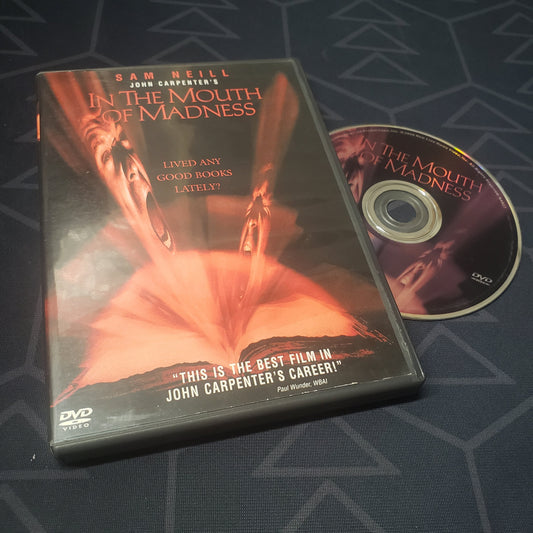 SAM NEILL
JOHN CARPENTER'S
IN THE MOUTH
OF MADNESS
LIVED ANY
GOOD BOOKS
LATELY?
"THIS IS THE BEST FILM IN
JOHN CARPENTER'S CAREER!"
Paul Wunder, WBAI
DVD
VIDEO
IN THE MOUTH
OF MADNESS
DVD